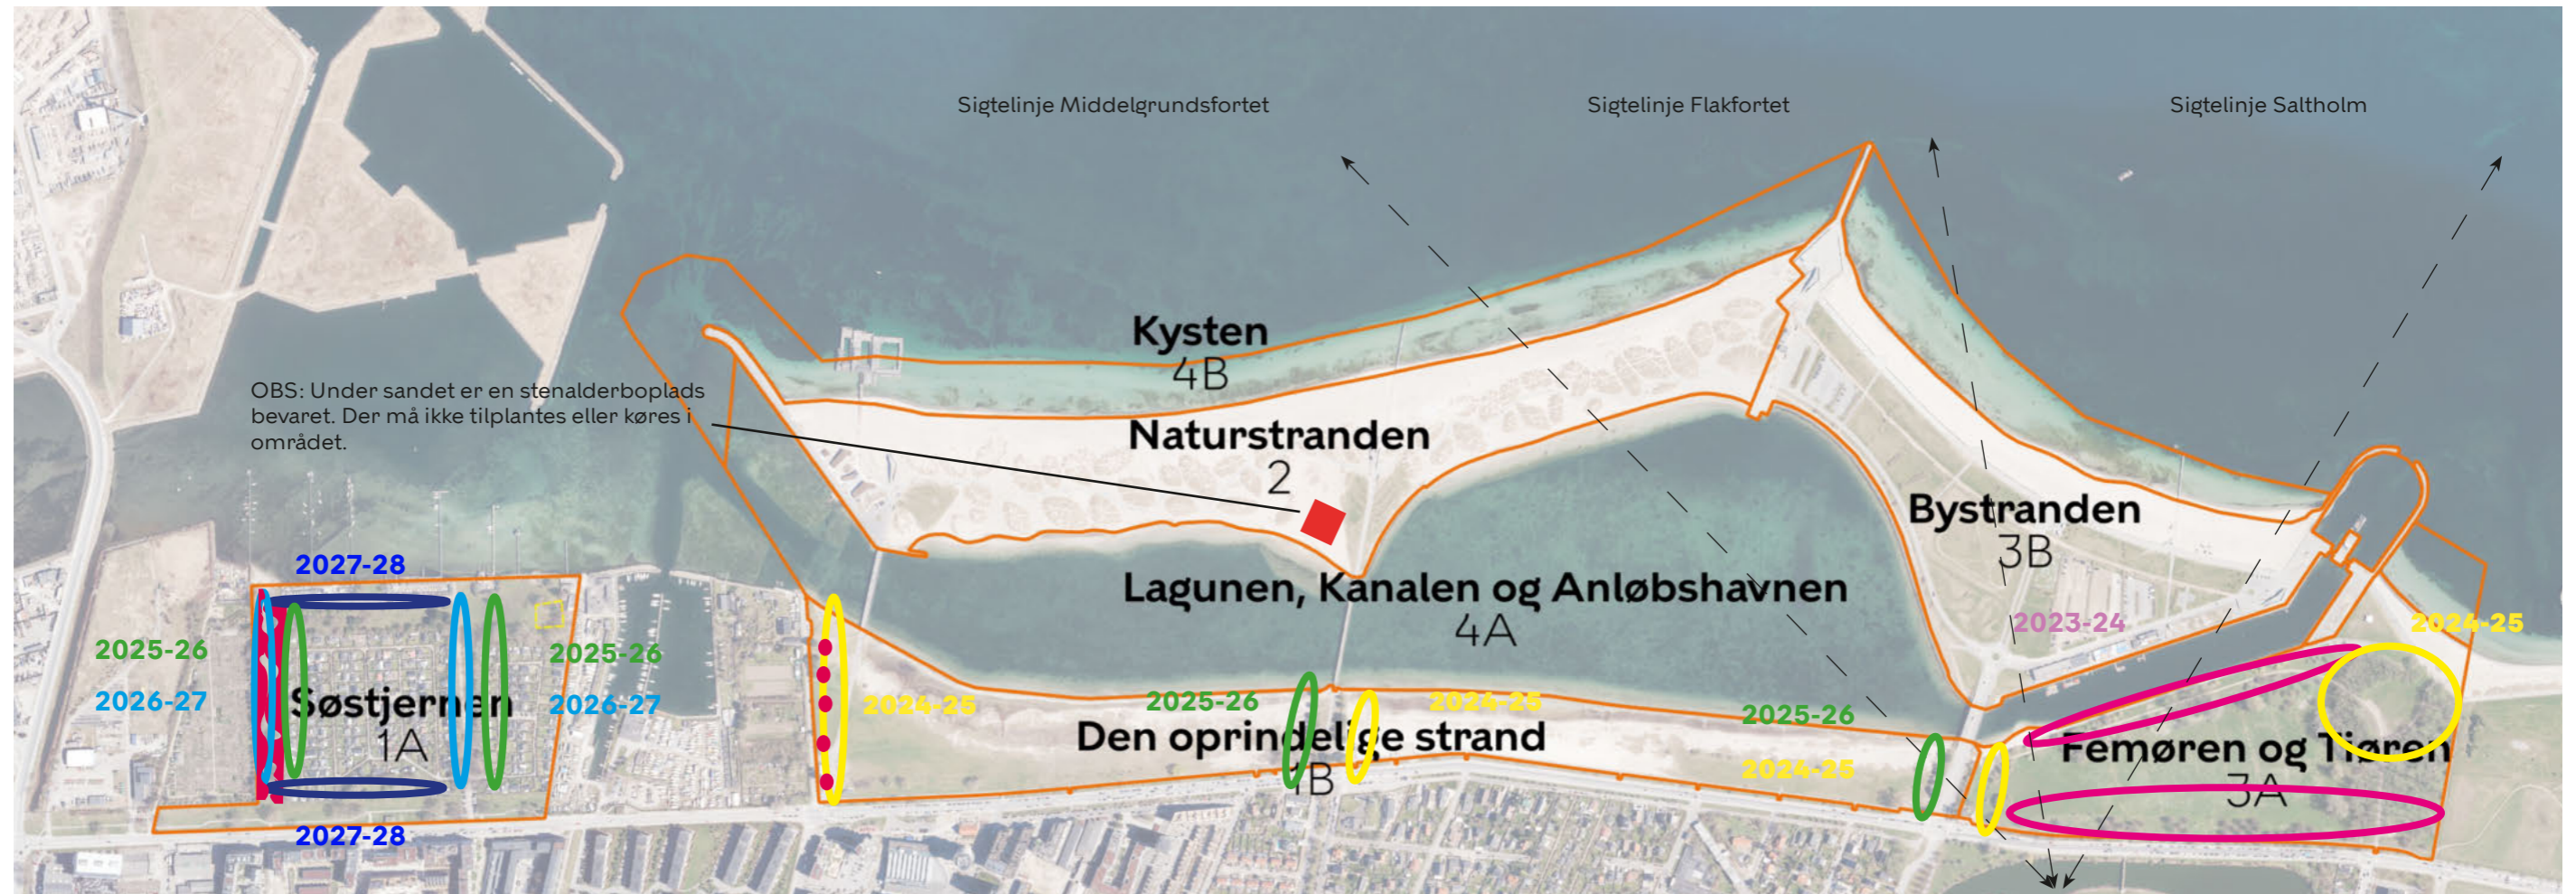 Sigtelinje Middelgrundsfortet
Sigtelinje Flakfortet
Sigtelinje Saltholm
Kysten
4B
OBS: Under sandet er en stenalderboplads
bevaret. Der må ikke tilplantes eller køres i
området.
Naturstranden
2
Bystranden
3B
2027-28
Lagunen, Kanalen og Anløbshavnen
4A
2023-24
2024-25
2025-26
2026-27
Søstjernen
1A
2025-26
2026-27
2027-28
2024-25
2025-26
2024-25
Den oprindelige strand
1B
2025-26
2024-25
Femøren og Tiøren
3A